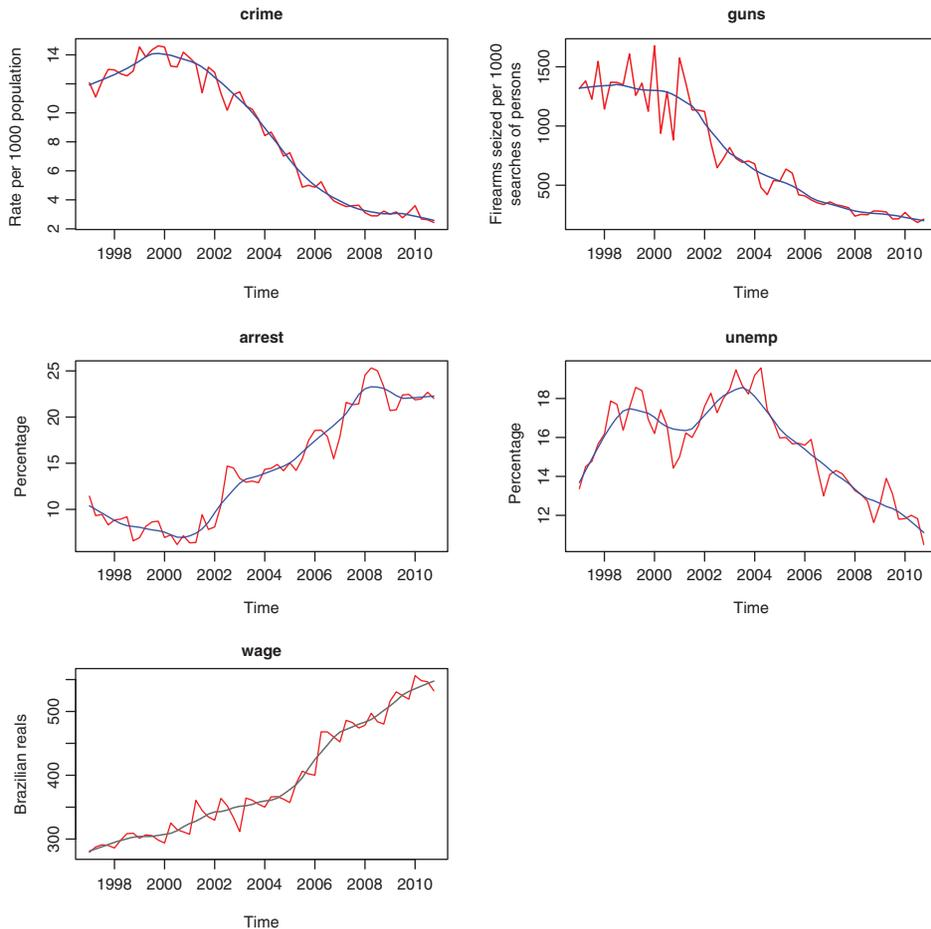 crime
Rate per 1000 population
14
10
8
6
4
2
1998 2000 2002 2004 2006 2008 2010
Time
guns
Firearms seized per 1000
searches of persons
1500
1000
500
1998 2000 2002 2004 2006 2008 2010
Time
arrest
Percentage
25
20
15
10
1998 2000 2002 2004 2006 2008 2010
Time
unemp
Percentage
18
16
14
12
1998 2000 2002 2004 2006 2008 2010
Time
wage
Brazilian reals
500
400
300
1998 2000 2002 2004 2006 2008 2010
Time